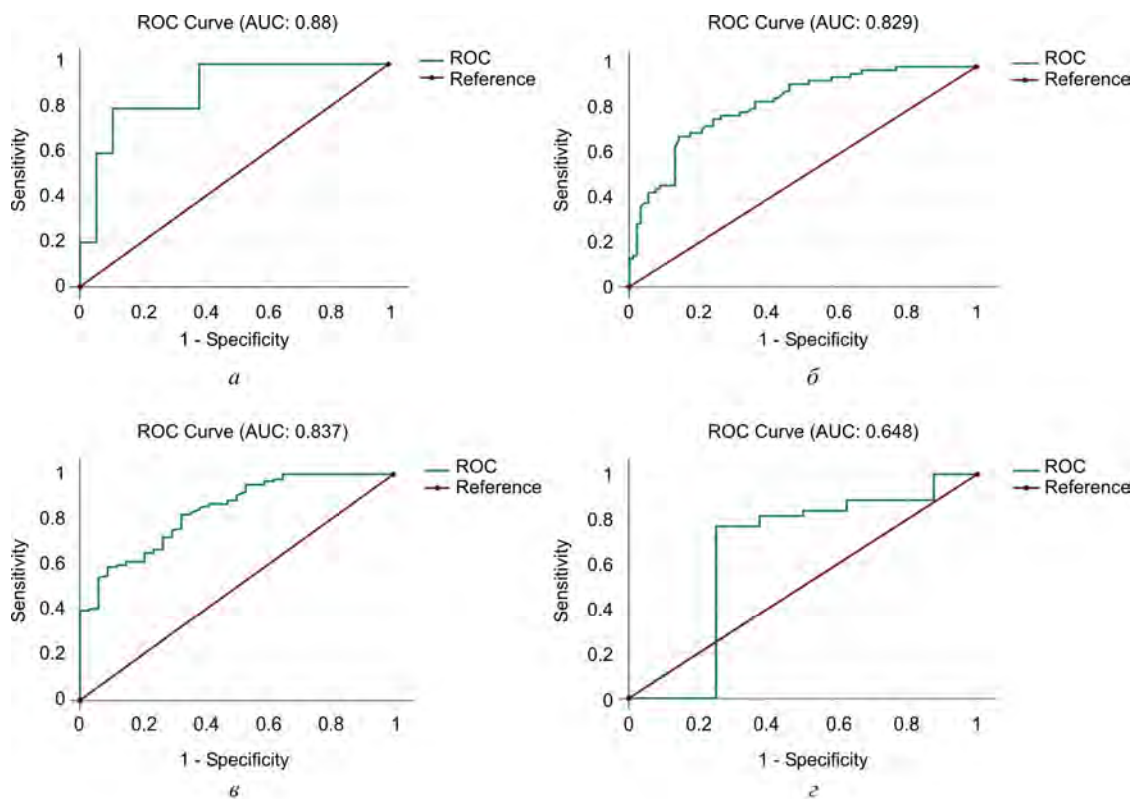 ROC Curve (AUC: 0.88)
1
0.8
0.6
0.4
0.2
0
Sensitivity
0 0.2 0.4 0.6 0.8 1
1 - Specificity
ROC
Reference
а
ROC Curve (AUC: 0.829)
1
0.8
0.6
0.4
0.2
0
Sensitivity
0 0.2 0.4 0.6 0.8 1
1 - Specificity
ROC
Reference
б
ROC Curve (AUC: 0.837)
1
0.8
0.6
0.4
0.2
0
Sensitivity
0 0.2 0.4 0.6 0.8 1
1 - Specificity
ROC
Reference
в
ROC Curve (AUC: 0.648)
1
0.8
0.6
0.4
0.2
0
Sensitivity
0 0.2 0.4 0.6 0.8 1
1 - Specificity
ROC
Reference
г